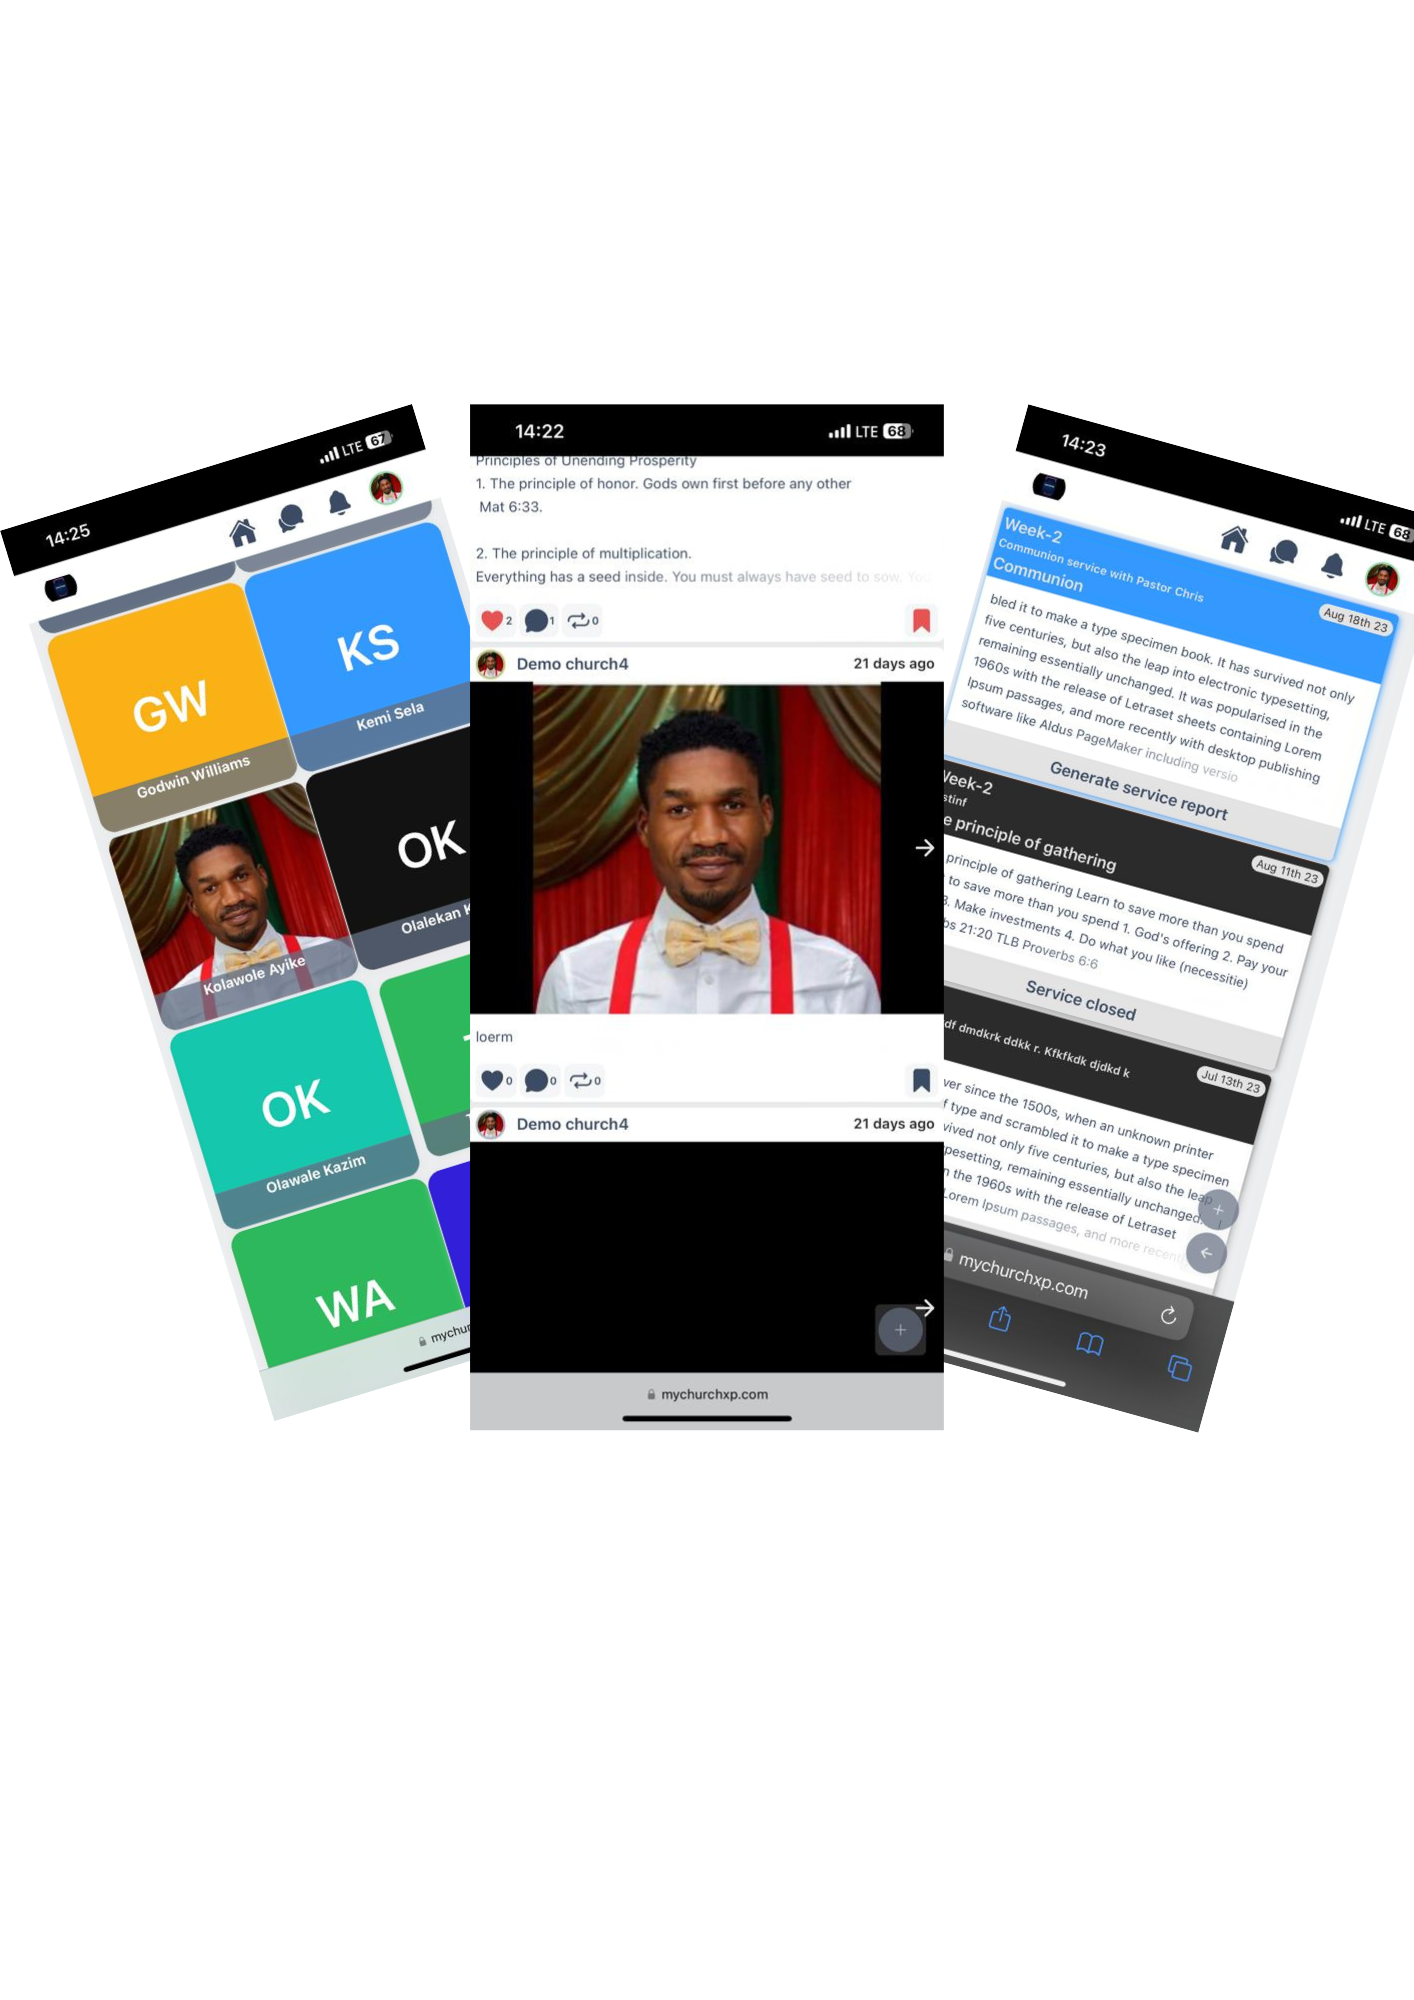 14:25
LTE 67
GW
Godwin Williams
KS
Kemi Sela
Kolawole Ayike
OK
Olalekan
OK
Olawale Kazim
WA
14:22
LTE 68
Principles of Unending Prosperity
1. The principle of honor. Gods own first before any other
Mat 6:33.
2. The principle of multiplication.
Everything has a seed inside. You must always have seed to sow. You
2
1
0
Demo church4
21 days ago
loerm
0
0
0
Demo church4
21 days ago
mychurchxp.com
14:23
LTE 68
Week-2
Communion service with Pastor Chris
Communion
Aug 18th 23
bled it to make a type specimen book. It has survived not only
five centuries, but also the leap into electronic typesetting,
remaining essentially unchanged. It was popularised in the
1960s with the release of Letraset sheets containing Lorem
Ipsum passages, and more recently with desktop publishing
software like Aldus PageMaker including versio
Generate service report
Week-2
stinf
e principle of gathering
Aug 11th 23
principle of gathering Learn to save more than you spend
to save more than you spend 1. God's offering 2. Pay your
3. Make investments 4. Do what you like (necessitie)
bs 21:20 TLB Proverbs 6:6
Service closed
df dmdkrk ddkk r. Kfkfkdk djdkd k
Jul 13th 23
ver since the 1500s, when an unknown printer
f type and scrambled it to make a type specimen
vived not only five centuries, but also the leap
pesetting, remaining essentially unchanged.
n the 1960s with the release of Letraset
Lorem Ipsum passages, and more recent
mychurchxp.com